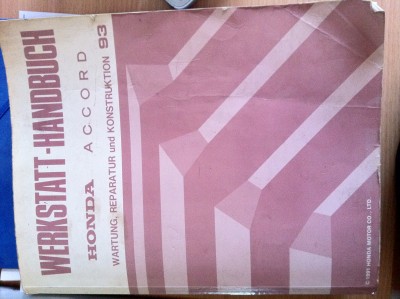 WERKSTATT-HANDBUCH
HONDA ACCORD
WARTUNG, REPARATUR und KONSTRUKTION 93
© 1991 HONDA MOTOR CO., LTD.